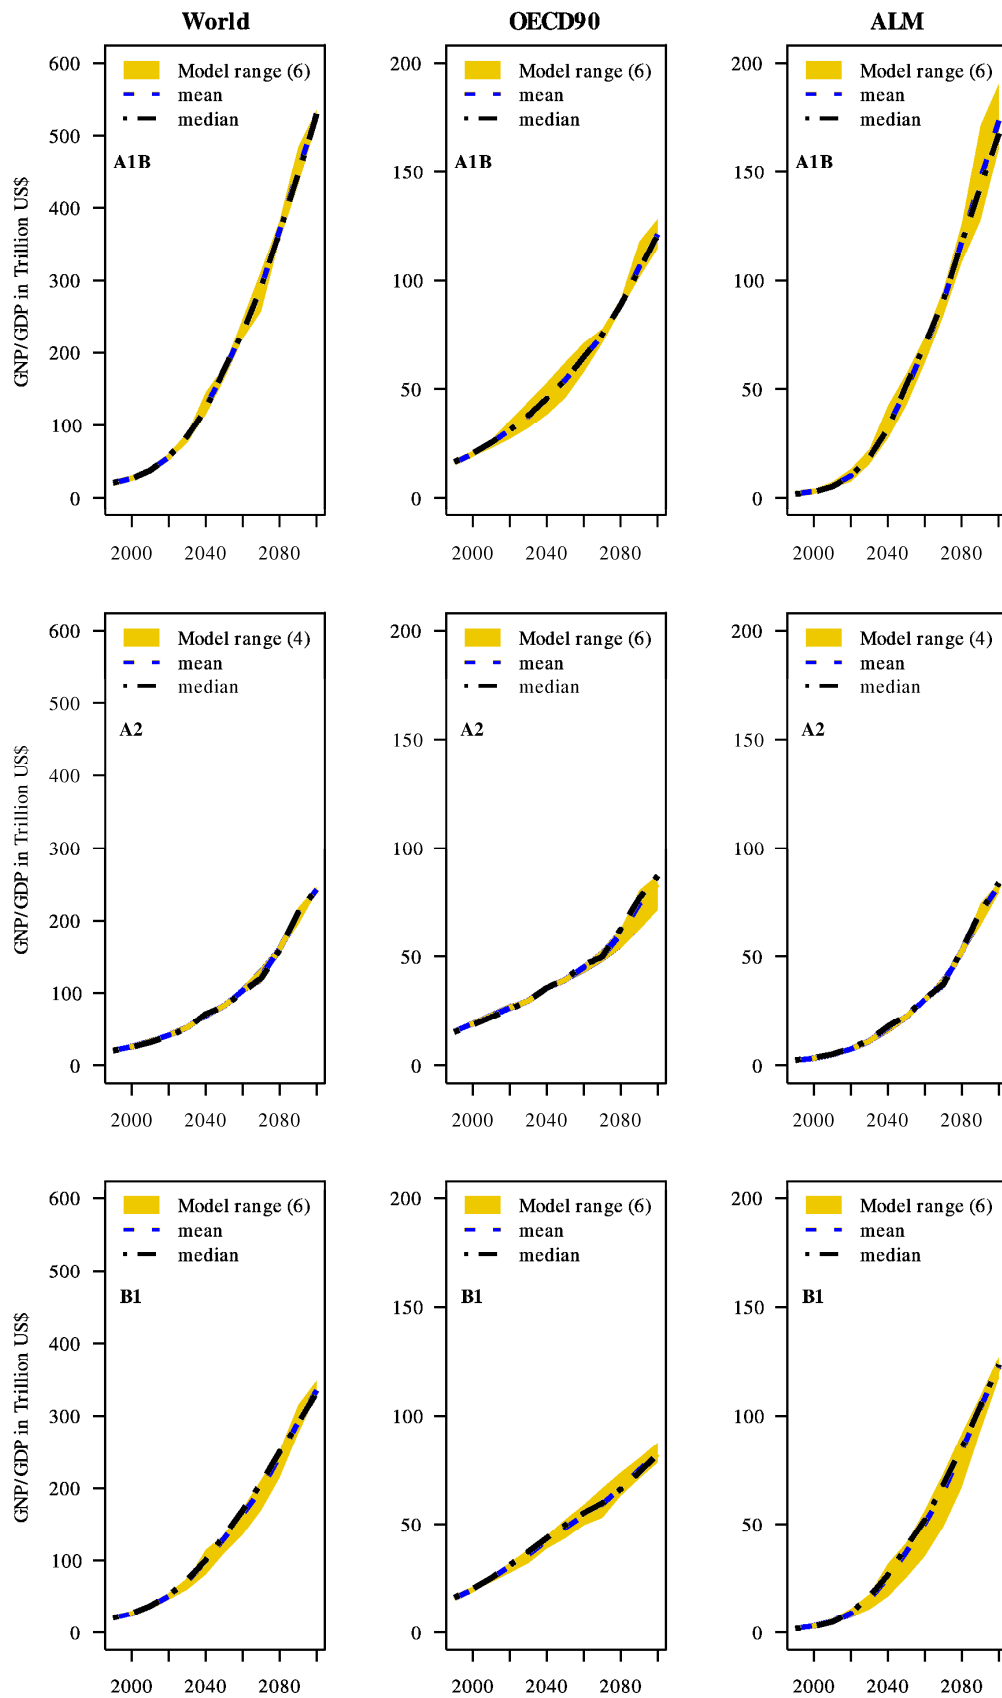 World OECD90 ALM
GNP/GDP in Trillion US$
600
500
400
300
200
100
0
Model range (6)
mean
median
A1B
2000 2040 2080
200
150
100
50
0
Model range (6)
mean
median
A1B
2000 2040 2080
200
150
100
50
0
Model range (6)
mean
median
A1B
2000 2040 2080
GNP/GDP in Trillion US$
600
500
400
300
200
100
0
Model range (4)
mean
median
A2
2000 2040 2080
200
150
100
50
0
Model range (6)
mean
median
A2
2000 2040 2080
200
150
100
50
0
Model range (4)
mean
median
A2
2000 2040 2080
GNP/GDP in Trillion US$
600
500
400
300
200
100
0
Model range (6)
mean
median
B1
2000 2040 2080
200
150
100
50
0
Model range (6)
mean
median
B1
2000 2040 2080
200
150
100
50
0
Model range (6)
mean
median
B1
2000 2040 2080